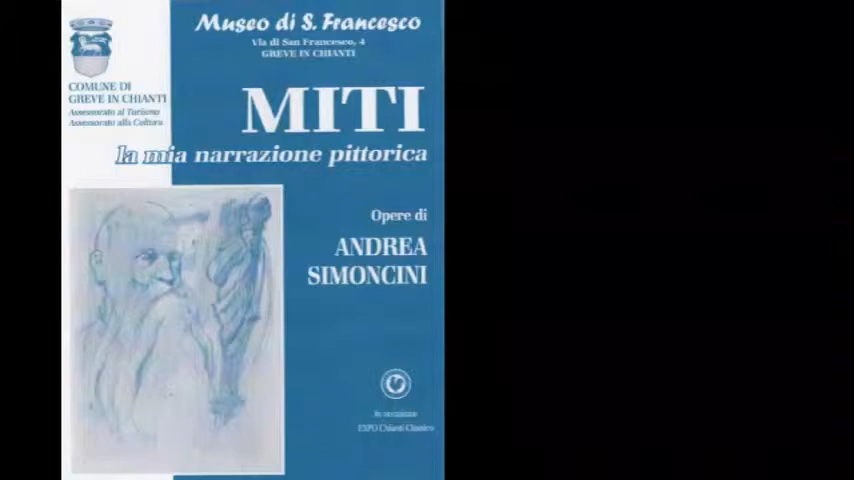 Museo di S. Francesco
Via di San Francesco, 4
GREVE IN CHIANTI
COMUNE DI
GREVE IN CHIANTI
Assessorato al Turismo
Assessorato alla Cultura
MITI
la mia narrazione pittorica
Opere di
ANDREA
SIMONCINI
In occasione
EXPO Chianti Classico